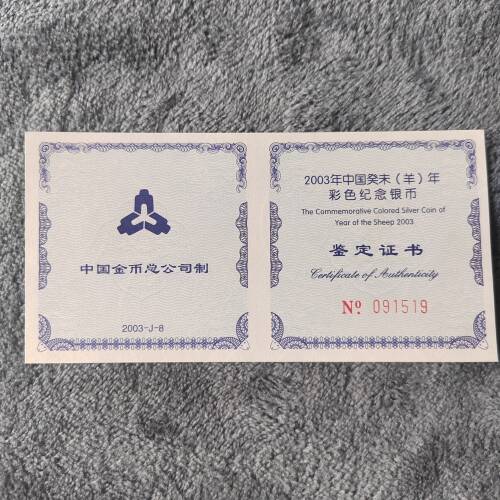 中国金币总公司制
2003-J-8
2003年中国癸未（羊）年
彩色纪念银币
The Commemorative Colored Silver Coin of
Year of the Sheep 2003
鉴定证书
Certificate of Authenticity
Nº 091519